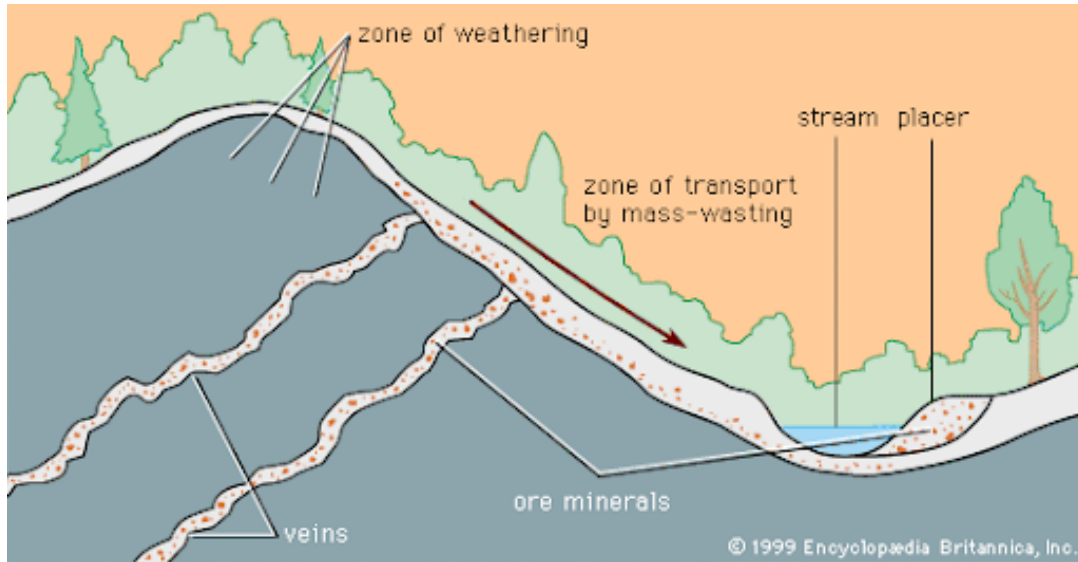 zone of weathering
stream placer
zone of transport
by mass-wasting
ore minerals
veins
© 1999 Encyclopædia Britannica, Inc.